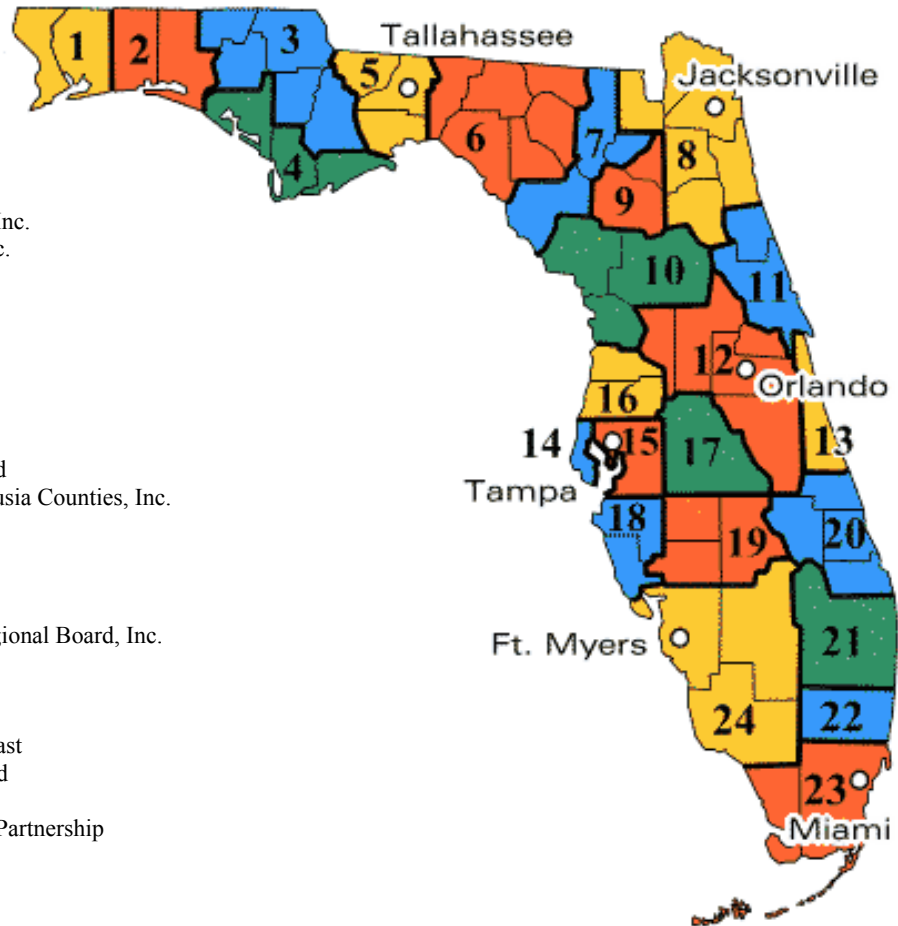 Tallahassee
1
2
3
5
Jacksonville
6
7
8
4
9
Inc.
c.
10
11
12
Orlando
16
14
15
17
13
d
usia Counties, Inc.
Tampa
18
19
20
gional Board, Inc.
Ft. Myers
21
24
22
ast
d
23
Partnership
Miami